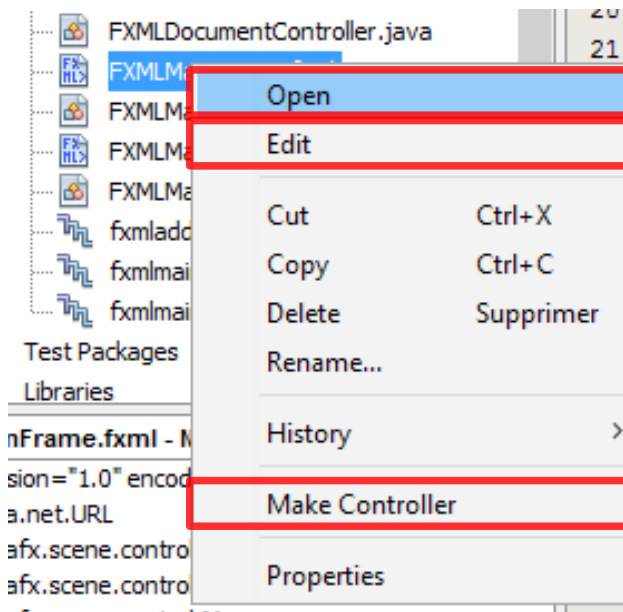 FXMLDocumentController.java
20
21
FXMLMa
Open
FXMLMa
FXMLMa
Edit
FXMLMa
fxmladd
Cut Ctrl+X
fxmlmai
Copy Ctrl+C
fxmlmai
Delete Supprimer
Test Packages
Rename...
Libraries
nFrame.fxml - N
History
sion="1.0" encod
Make Controller
a.net.URL
afx.scene.contro
afx.scene.contro
Properties